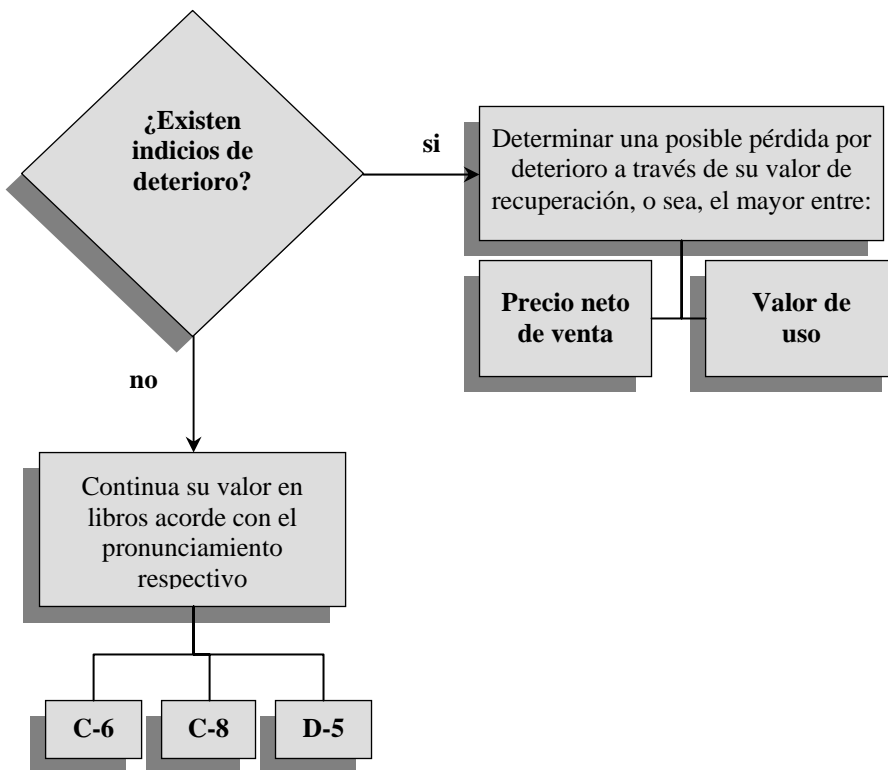 ¿Existen
indicios de
deterioro?
si
Determinar una posible pérdida por
deterioro a través de su valor de
recuperación, o sea, el mayor entre:
Precio neto
de venta
Valor de
uso
no
Continua su valor en
libros acorde con el
pronunciamiento
respectivo
C-6
C-8
D-5